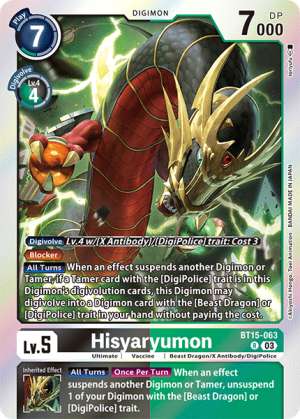 DIGIMON
Play
7
7000
DP
Digivolve
Lv.4
4
Digivolve Lv.4 w/[X Antibody]/[DigiPolice] trait: Cost 3
Blocker
All Turns When an effect suspends another Digimon or
Tamer, if a Tamer card with the [DigiPolice] trait is in this
Digimon's digivolution cards, this Digimon may
digivolve into a Digimon card with the [Beast Dragon] or
[DigiPolice] trait in your hand without paying the cost.
©Akiyoshi Hongo, Toei Animation · BANDAI MADE IN JAPAN
BT15-063
Lv.5
Hisyaryumon
R 03
Ultimate | Vaccine | Beast Dragon/X Antibody/DigiPolice
Inherited Effect
All Turns Once Per Turn When an effect
suspends another Digimon or Tamer, unsuspend
1 of your Digimon with the [Beast Dragon] or
[DigiPolice] trait.